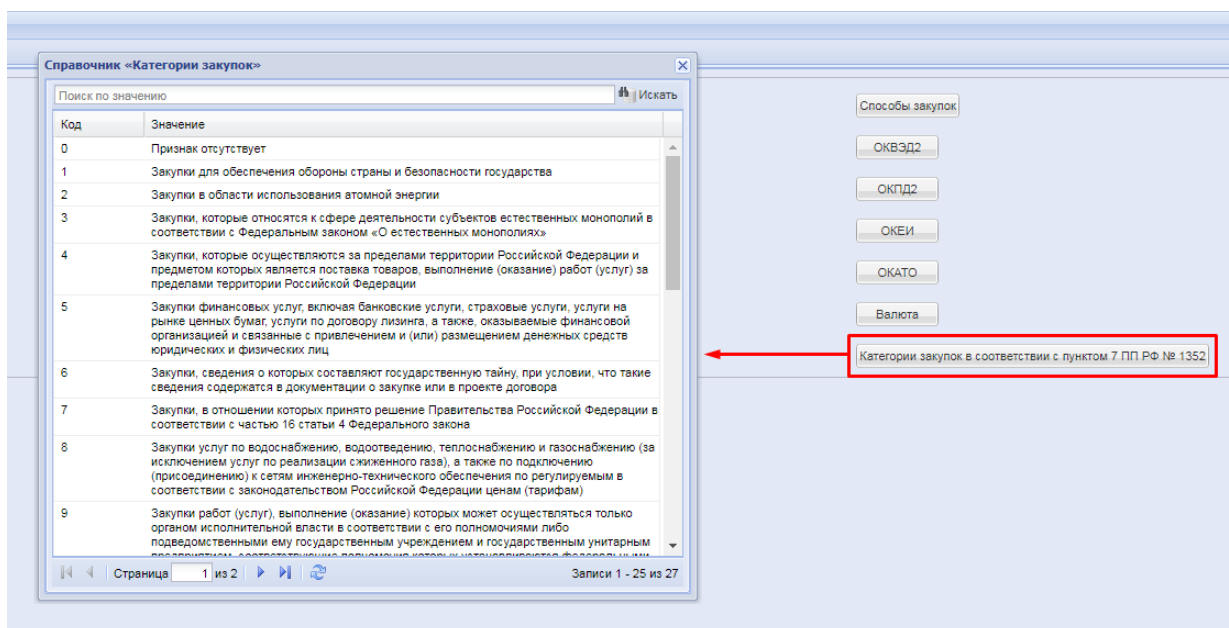 Справочник «Категории закупок»
Поиск по значению
Искать
Код Значение
0 Признак отсутствует
1 Закупки для обеспечения обороны страны и безопасности государства
2 Закупки в области использования атомной энергии
3 Закупки, которые относятся к сфере деятельности субъектов естественных монополий в
соответствии с Федеральным законом «О естественных монополиях»
4 Закупки, которые осуществляются за пределами территории Российской Федерации и
предметом которых является поставка товаров, выполнение (оказание) работ (услуг) за
пределами территории Российской Федерации
5 Закупки финансовых услуг, включая банковские услуги, страховые услуги, услуги на
рынке ценных бумаг, услуги по договору лизинга, а также, оказываемые финансовой
организацией и связанные с привлечением и (или) размещением денежных средств
юридических и физических лиц
6 Закупки, сведения о которых составляют государственную тайну, при условии, что такие
сведения содержатся в документации о закупке или в проекте договора
7 Закупки, в отношении которых принято решение Правительства Российской Федерации в
соответствии с частью 16 статьи 4 Федерального закона
8 Закупки услуг по водоснабжению, водоотведению, теплоснабжению и газоснабжению (за
исключением услуг по реализации сжиженного газа), а также по подключению
(присоединению) к сетям инженерно-технического обеспечения по регулируемым в
соответствии с законодательством Российской Федерации ценам (тарифам)
9 Закупки работ (услуг), выполнение (оказание) которых может осуществляться только
органом исполнительной власти в соответствии с его полномочиями либо
подведомственными ему государственным учреждением и государственным унитарным
предприятием, соответствующие полномочия которых устанавливаются федеральными
Страница 1 из 2
Записи 1 - 25 из 27
Способы закупок
ОКВЭД2
ОКПД2
ОКЕИ
ОКАТО
Валюта
Категории закупок в соответствии с пунктом 7 ПП РФ № 1352